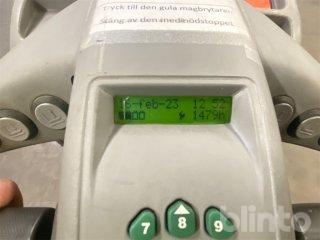 Tryck till den gula magbrytaren
Stäng av den med nödstoppet
6-feb-23 12 52
1479h
7 8 9
blinto